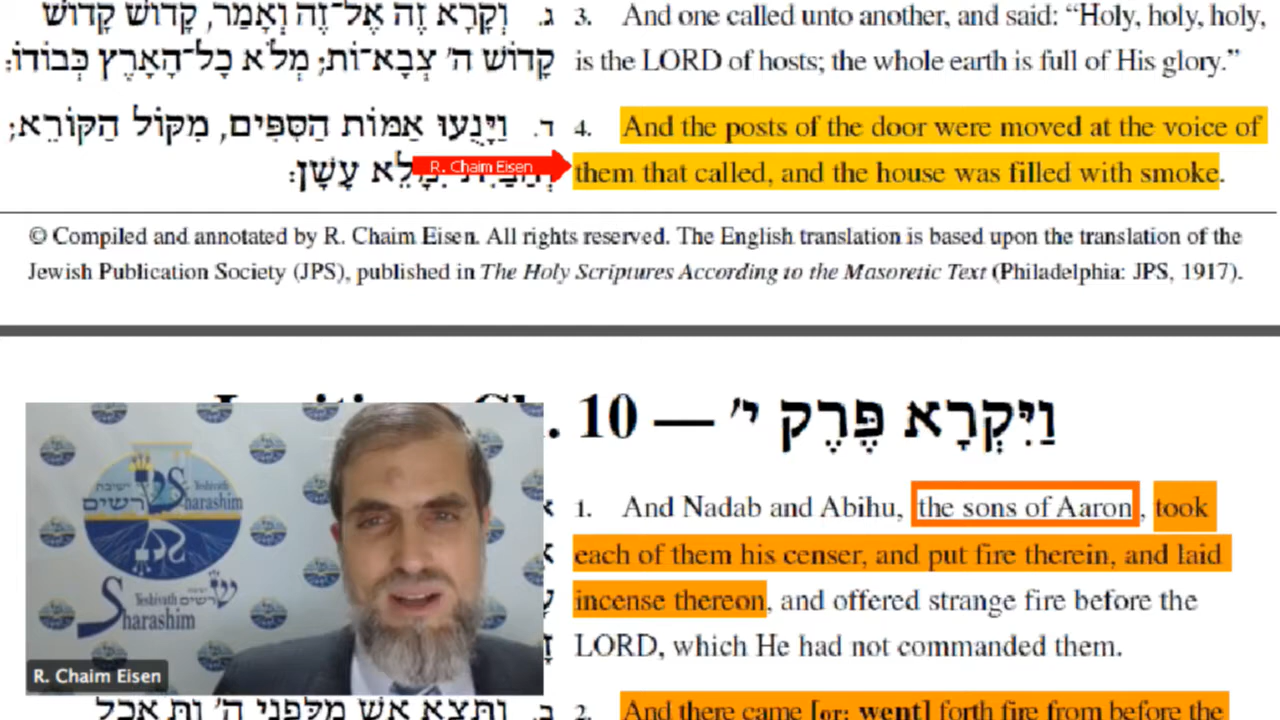 ג. וְקָרָא זֶה אֶל־זֶה וְאָמַר, קָדוֹשׁ קָדוֹשׁ
קָדוֹשׁ ה' צְבָא־וֹת; מְלֹא כָל־הָאָרֶץ כְּבוֹדוֹ:
3. And one called unto another, and said: “Holy, holy, holy,
is the LORD of hosts; the whole earth is full of His glory.”
ד. וַיָּנֻעוּ אַמּוֹת הַסִּפִּים, מִקּוֹל הַקּוֹרֵא;
מָלֵא עָשָׁן:
R. Chaim Eisen
4. And the posts of the door were moved at the voice of
them that called, and the house was filled with smoke.
© Compiled and annotated by R. Chaim Eisen. All rights reserved. The English translation is based upon the translation of the
Jewish Publication Society (JPS), published in The Holy Scriptures According to the Masoretic Text (Philadelphia: JPS, 1917).
10 — וַיִּקְרָא פֶּרֶק י'
1. And Nadab and Abihu, the sons of Aaron, took
each of them his censer, and put fire therein, and laid
incense thereon, and offered strange fire before the
LORD, which He had not commanded them.
ב. וַתֵּצֵא אֵשׁ מִלִּפְנֵי ה'
2. And there came [or: went] forth fire from before the
ישיבת
שרשים
Yeshivath
Sharashim
Yeshivath
ישיבת
שרשים
Sharashim
R. Chaim Eisen